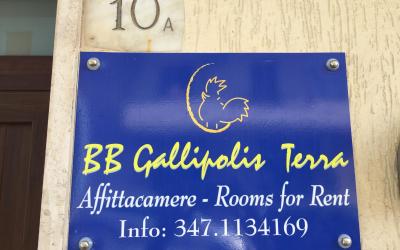 10A
BB Gallipolis Terra
Affittacamere - Rooms for Rent
Info: 347.1134169